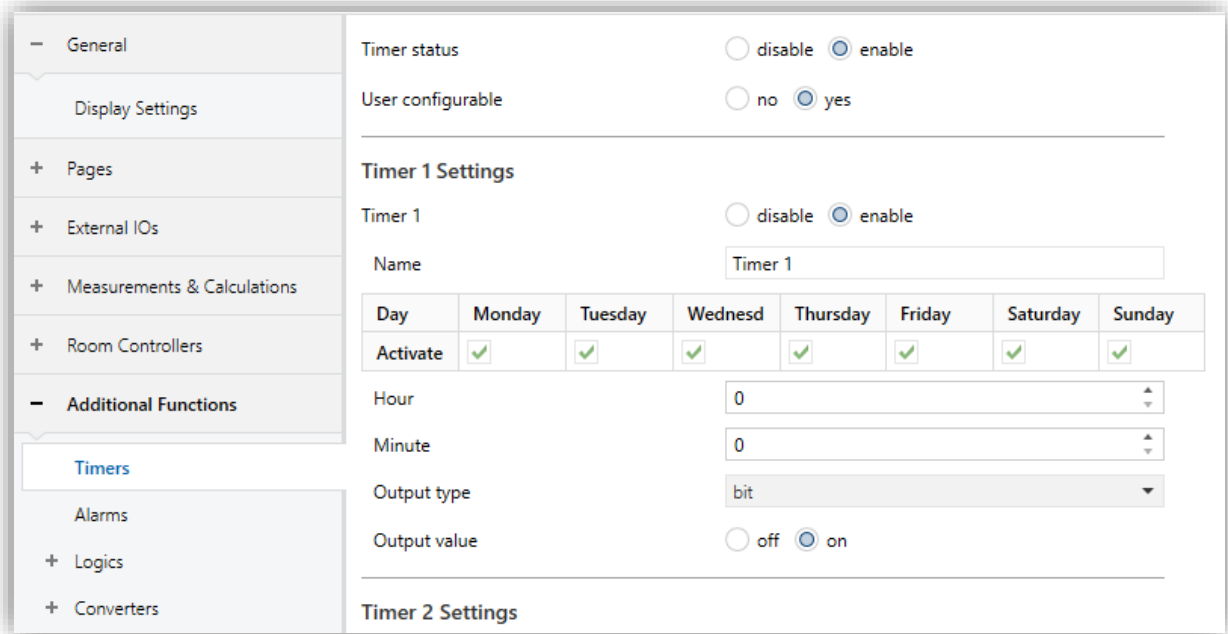 General
Display Settings
Pages
External IOs
Measurements & Calculations
Room Controllers
Additional Functions
Timers
Alarms
Logics
Converters
Timer status disable enable
User configurable no yes
Timer 1 Settings
Timer 1 disable enable
Name Timer 1
Day Monday Tuesday Wednesd Thursday Friday Saturday Sunday
Activate
Hour 0
Minute 0
Output type bit
Output value off on
Timer 2 Settings